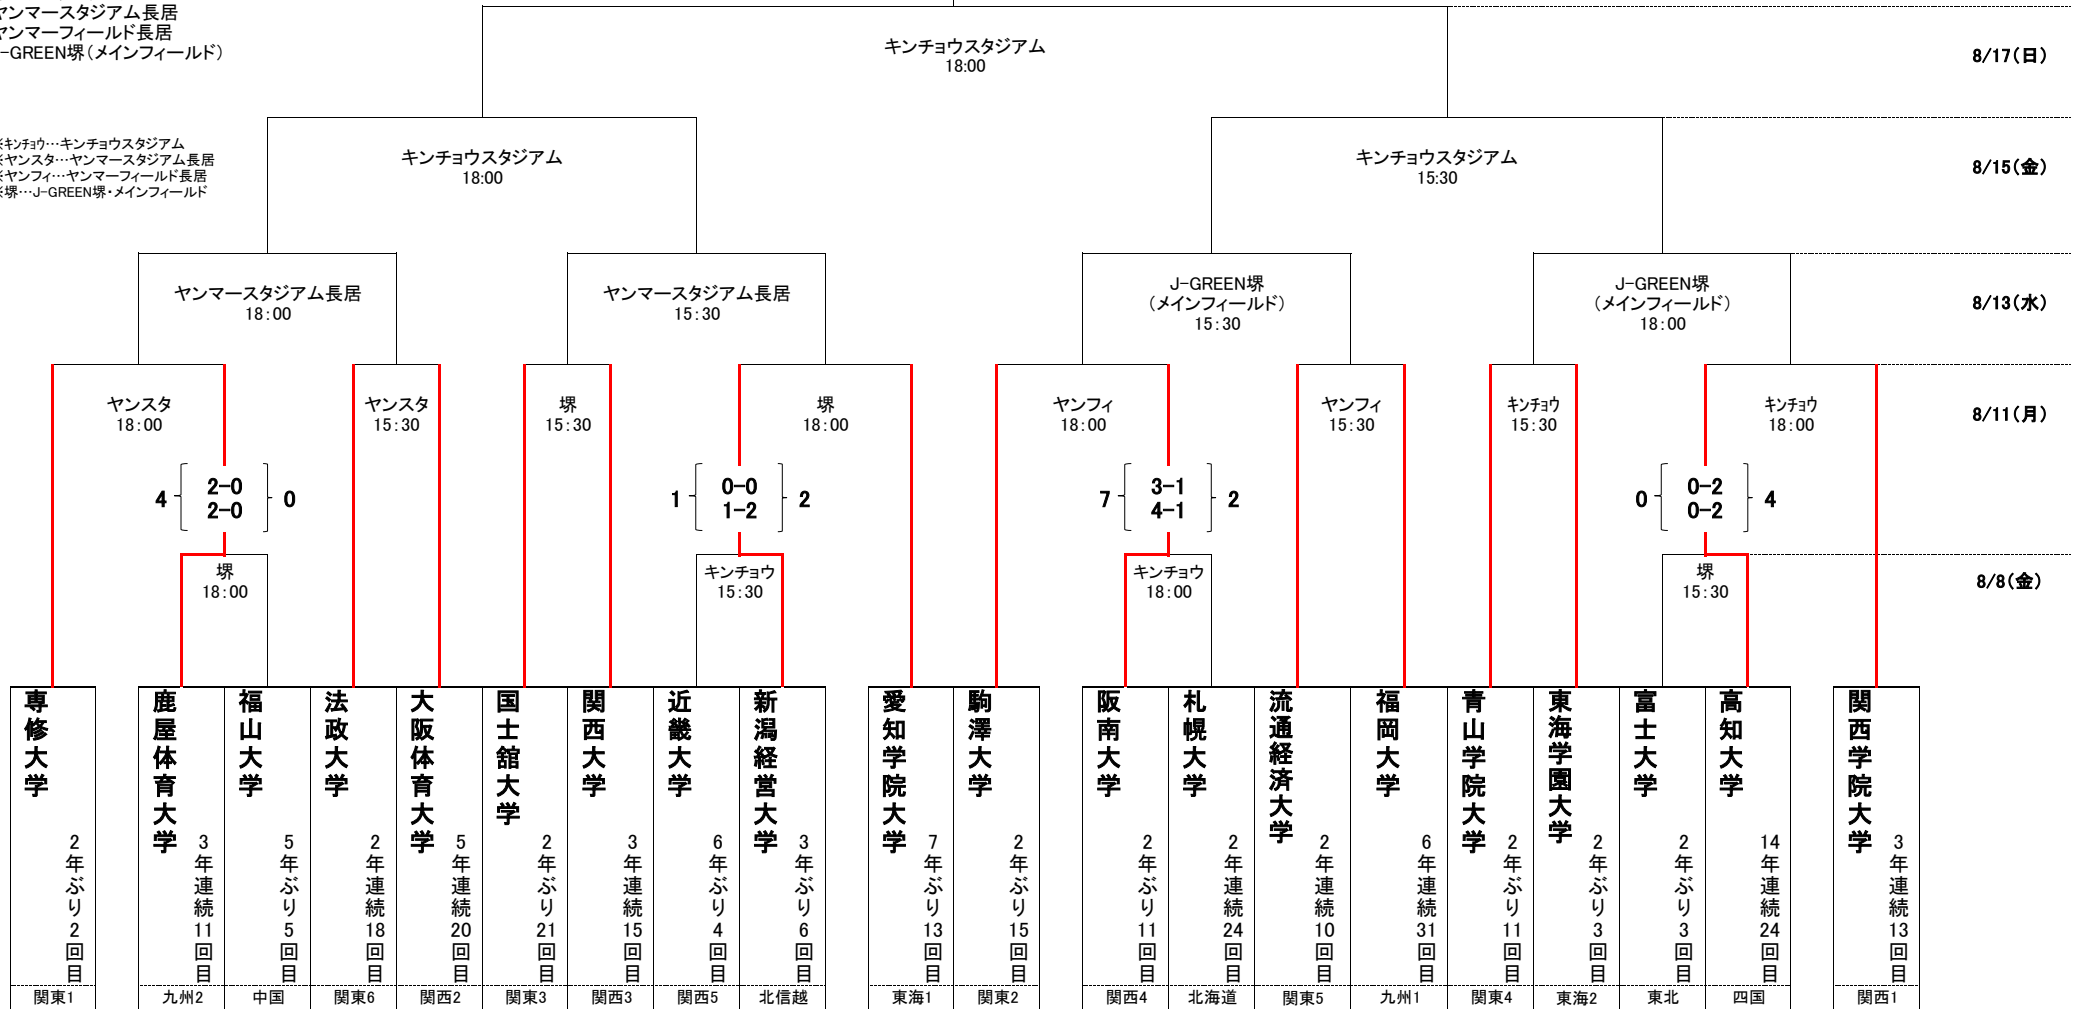 ヤンマースタジアム長居
ヤンマーフィールド長居
-GREEN堺(メインフィールド)
キンチョウスタジアム
18:00
8/17(日)
※キンチョウ…キンチョウスタジアム
※ヤンスタ…ヤンマースタジアム長居
※ヤンフィ…ヤンマーフィールド長居
※堺…J-GREEN堺・メインフィールド
キンチョウスタジアム
18:00
キンチョウスタジアム
15:30
8/15(金)
ヤンマースタジアム長居
18:00
ヤンマースタジアム長居
15:30
J-GREEN堺
(メインフィールド)
15:30
J-GREEN堺
(メインフィールド)
18:00
8/13(水)
ヤンスタ
18:00
ヤンスタ
15:30
堺
15:30
堺
18:00
ヤンフィ
18:00
ヤンフィ
15:30
キンチョウ
15:30
キンチョウ
18:00
8/11(月)
4 2-0 0
2-0
1 0-0 2
1-2
7 3-1 2
4-1
0 0-2 4
0-2
堺
18:00
キンチョウ
15:30
キンチョウ
18:00
堺
15:30
8/8(金)
専修大学
2年ぶり2回目
関東1
鹿屋体育大学
3年連続11回目
九州2
福山大学
5年ぶり5回目
中国
法政大学
2年連続18回目
関東6
大阪体育大学
5年連続20回目
関西2
国士舘大学
2年ぶり21回目
関東3
関西大学
3年連続15回目
関西3
近畿大学
6年ぶり4回目
関西5
新潟経営大学
3年ぶり6回目
北信越
愛知学院大学
7年ぶり13回目
東海1
駒澤大学
2年ぶり15回目
関東2
阪南大学
2年ぶり11回目
関西4
札幌大学
2年連続24回目
北海道
流通経済大学
2年連続10回目
関東5
福岡大学
6年連続31回目
九州1
青山学院大学
2年ぶり11回目
関東4
東海学園大学
2年ぶり3回目
東海2
富士大学
2年ぶり3回目
東北
高知大学
14年連続24回目
四国
関西学院大学
3年連続13回目
関西1